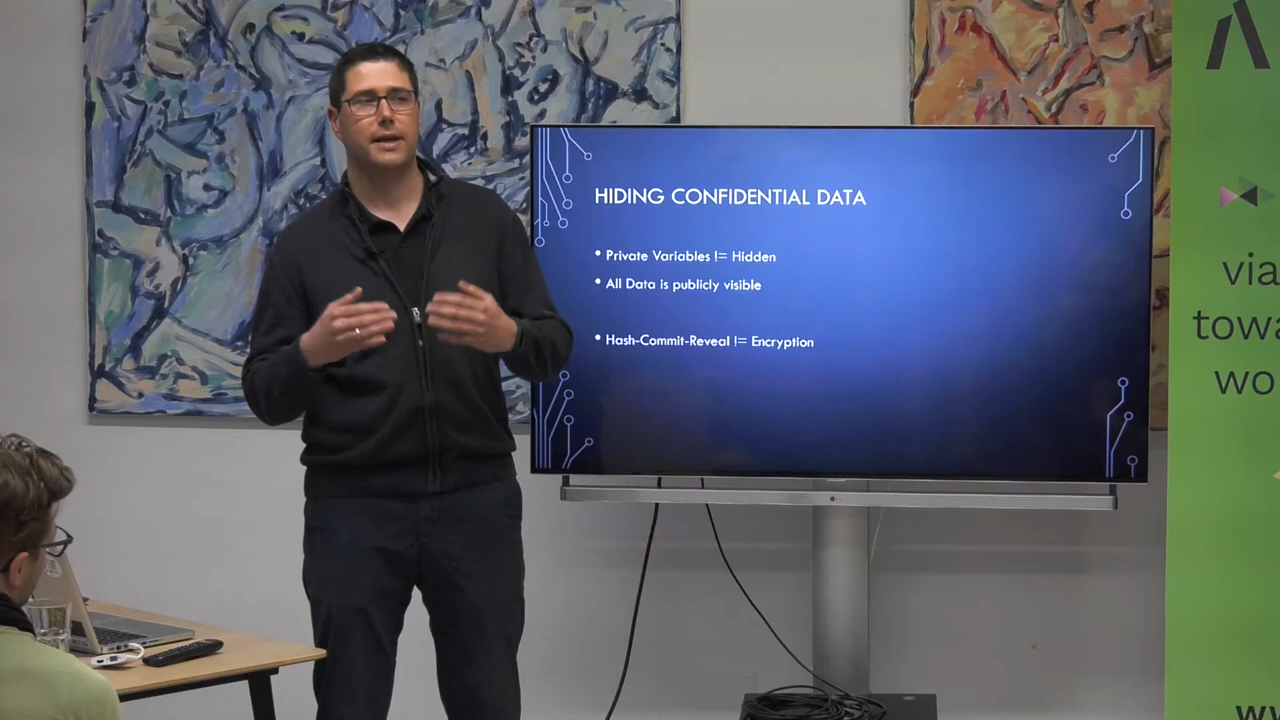 HIDING CONFIDENTIAL DATA
• Private Variables != Hidden
• All Data is publicly visible
• Hash-Commit-Reveal != Encryption
via
towa
wo